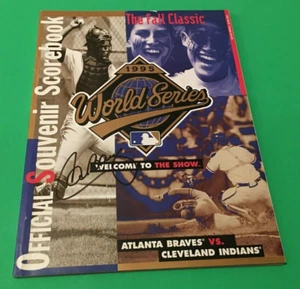 OFFICIAL SOUVENIR SCOREBOOK
The Fall Classic
1995
World Series
WELCOME TO THE SHOW.
ATLANTA BRAVES VS.
CLEVELAND INDIANS